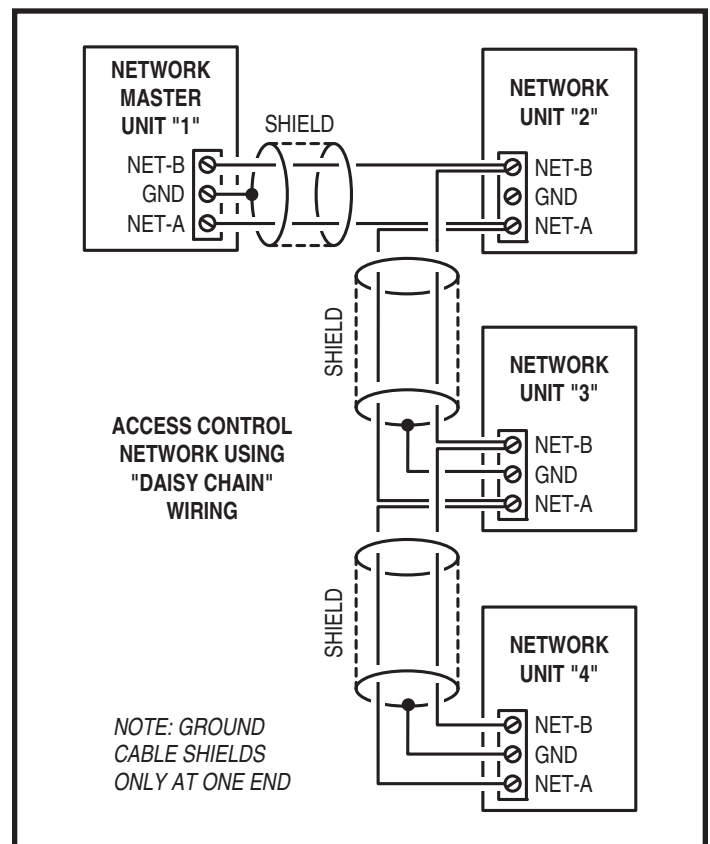 NETWORK
MASTER
UNIT "1"
NET-B
GND
NET-A
SHIELD
NETWORK
UNIT "2"
NET-B
GND
NET-A
SHIELD
NETWORK
UNIT "3"
NET-B
GND
NET-A
ACCESS CONTROL
NETWORK USING
"DAISY CHAIN"
WIRING
SHIELD
NETWORK
UNIT "4"
NET-B
GND
NET-A
NOTE: GROUND
CABLE SHIELDS
ONLY AT ONE END